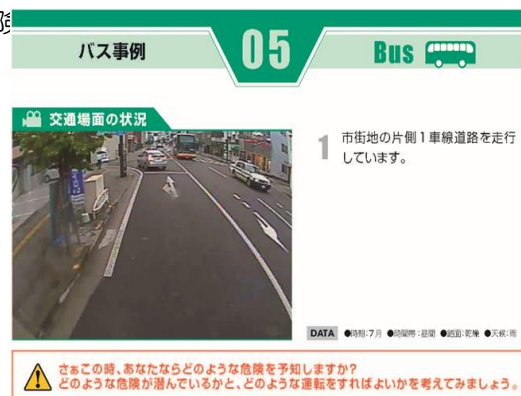 険
バス事例
05
Bus
交通場面の状況
1
市街地の片側1車線道路を走行
しています。
DATA ●時期:7月 ●時間帯:昼間 ●路面:乾燥 ●天候:雨
さぁこの時、あなたならどのような危険を予知しますか?
どのような危険が潜んでいるかと、どのような運転をすればよいかを考えてみましょう。